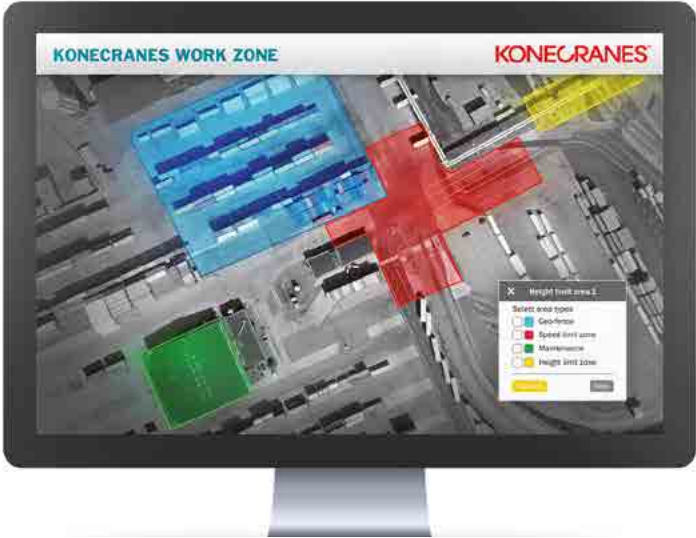 KONECRANES WORK ZONE
KONECRANES
Height limit area 1
Select area types
Geo-fence
Speed limit zone
Maintenance
Height limit zone